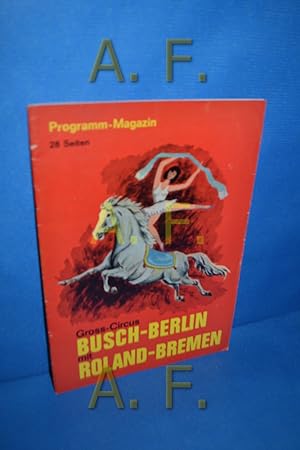 A. F.
Programm-Magazin
28 Seiten
A. F.
Gross-Circus
BUSCH-BERLIN
mit
ROLAND-BREMEN
A. F.